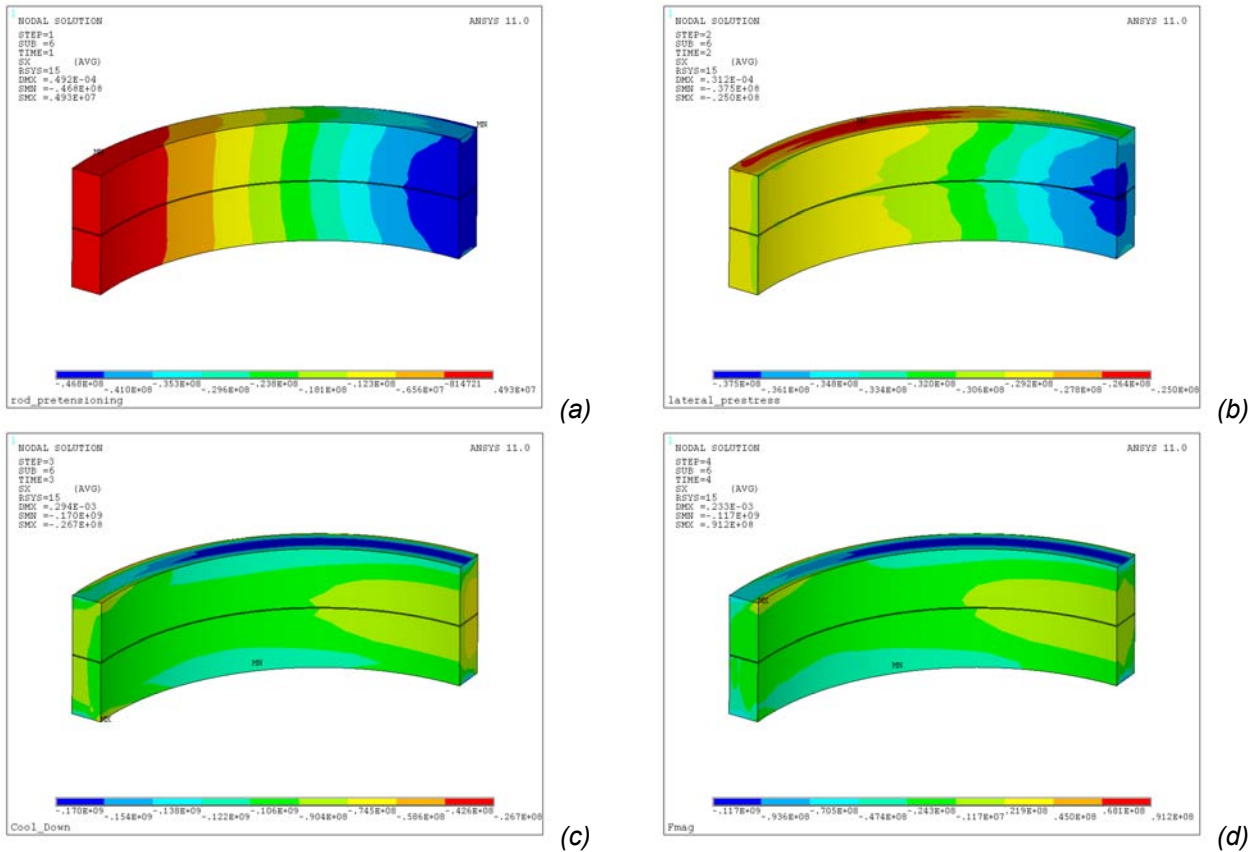 1
NODAL SOLUTION
ANSYS 11.0
STEP=1
SUB =6
TIME=1
SX (AVG)
RSYS=15
DMX =.492E-04
SMN =-.468E+08
SMX =.493E+07
MN
MX
-.468E+08 -.353E+08 -.238E+08 -.123E+08 -814721
-.410E+08 -.296E+08 -.181E+08 -.656E+07 .493E+07
rod_pretensioning
(a)
1
NODAL SOLUTION
ANSYS 11.0
STEP=2
SUB =6
TIME=2
SX (AVG)
RSYS=15
DMX =.312E-04
SMN =-.375E+08
SMX =-.250E+08
-.375E+08 -.348E+08 -.320E+08 -.292E+08 -.264E+08
-.361E+08 -.334E+08 -.306E+08 -.278E+08 -.250E+08
lateral_prestress
(b)
1
NODAL SOLUTION
ANSYS 11.0
STEP=3
SUB =6
TIME=3
SX (AVG)
RSYS=15
DMX =.294E-03
SMN =-.170E+09
SMX =-.267E+08
MN
MX
-.170E+09 -.138E+09 -.106E+09 -.745E+08 -.426E+08
-.154E+09 -.122E+09 -.904E+08 -.586E+08 -.267E+08
Cool_Down
(c)
1
NODAL SOLUTION
ANSYS 11.0
STEP=4
SUB =6
TIME=4
SX (AVG)
RSYS=15
DMX =.233E-03
SMN =-.117E+09
SMX =.912E+08
MX
MN
-.117E+09 -.705E+08 -.243E+08 .219E+08 .681E+08
-.936E+08 -.474E+08 -.117E+07 .450E+08 .912E+08
Fmag
(d)